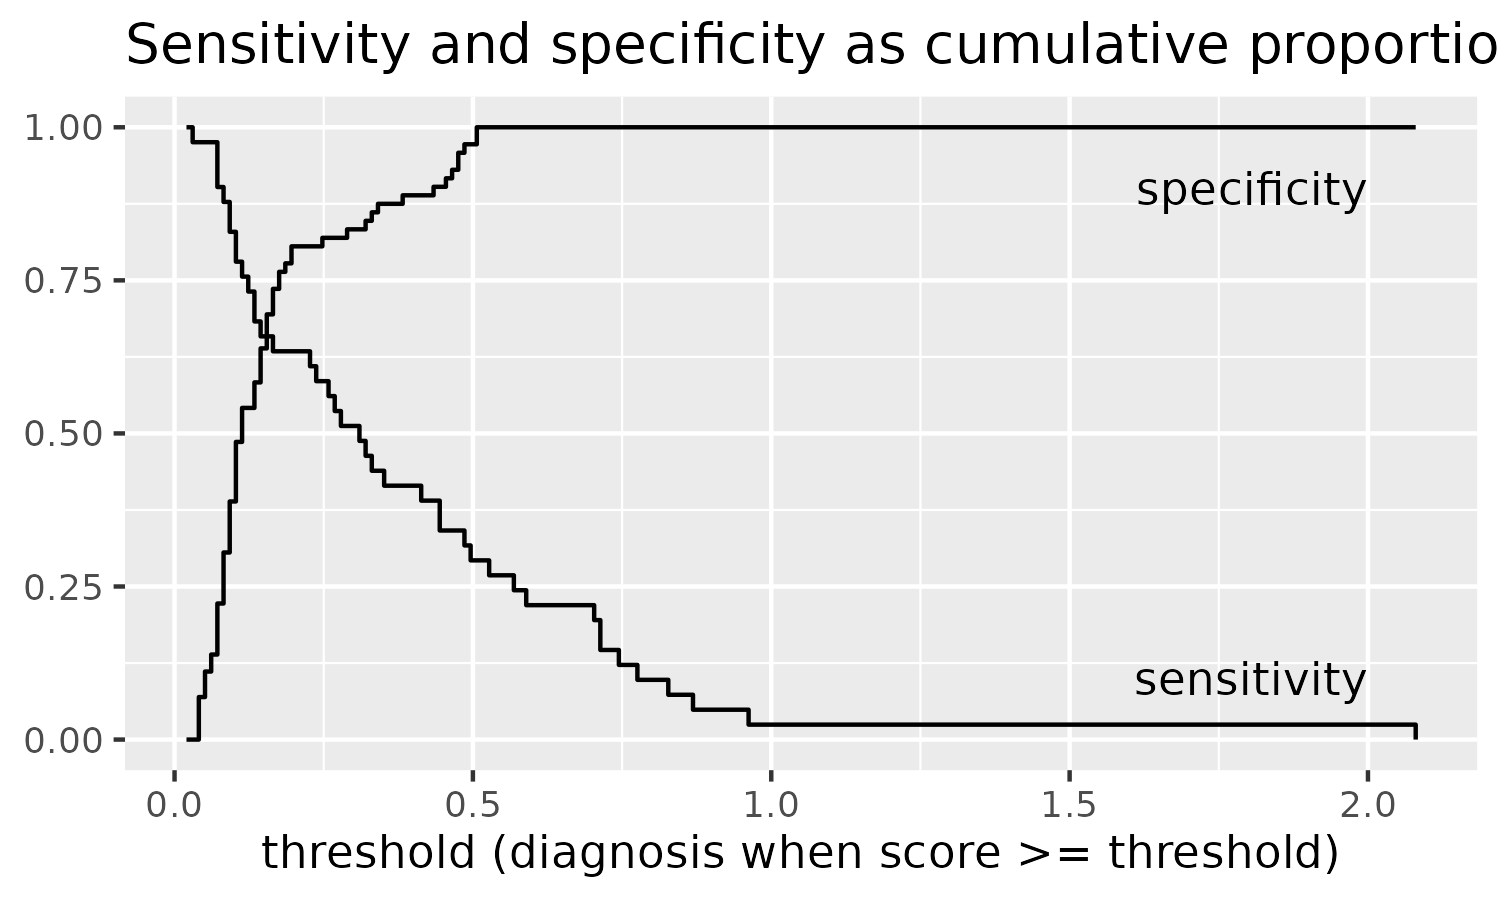 Sensitivity and specificity as cumulative proportio
1.00
0.75
0.50
0.25
0.00
specificity
sensitivity
0.0 0.5 1.0 1.5 2.0
threshold (diagnosis when score >= threshold)